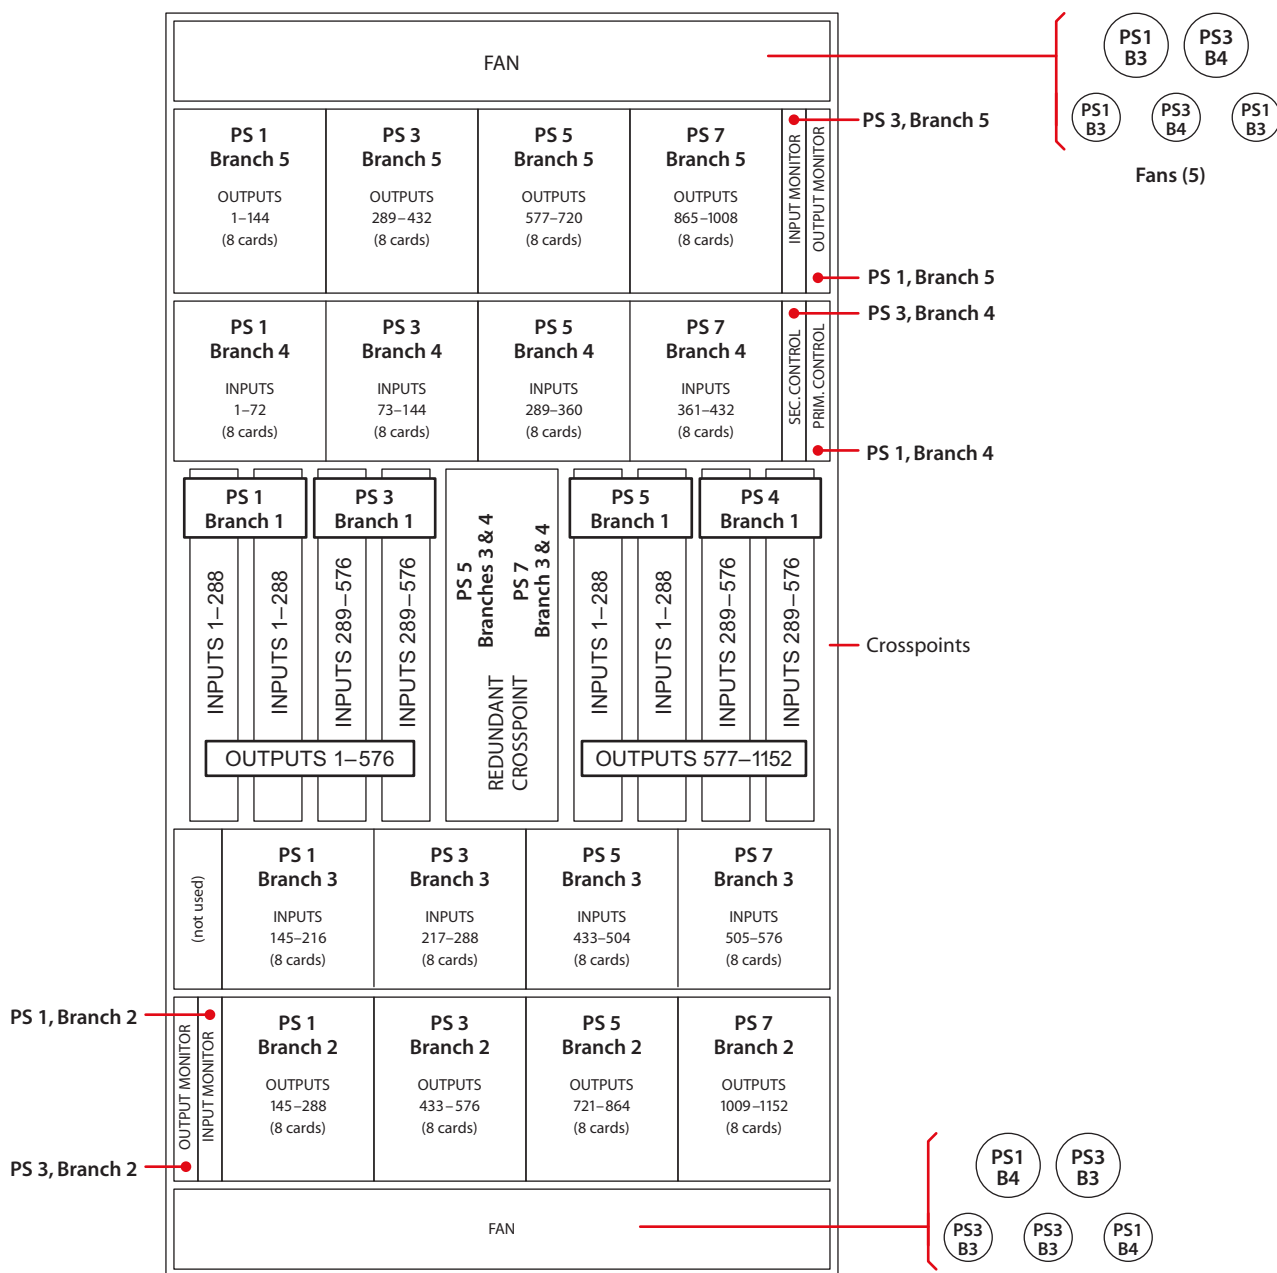 FAN
PS1
B3
PS3
B4
PS1
B3
PS3
B4
PS1
B3
Fans (5)
PS 1
Branch 5
OUTPUTS
1–144
(8 cards)
PS 3
Branch 5
OUTPUTS
289–432
(8 cards)
PS 5
Branch 5
OUTPUTS
577–720
(8 cards)
PS 7
Branch 5
OUTPUTS
865–1008
(8 cards)
INPUT MONITOR
OUTPUT MONITOR
PS 3, Branch 5
PS 1, Branch 5
PS 1
Branch 4
INPUTS
1–72
(8 cards)
PS 3
Branch 4
INPUTS
73–144
(8 cards)
PS 5
Branch 4
INPUTS
289–360
(8 cards)
PS 7
Branch 4
INPUTS
361–432
(8 cards)
SEC. CONTROL
PRIM. CONTROL
PS 3, Branch 4
PS 1, Branch 4
PS 1
Branch 1
PS 3
Branch 1
PS 5
Branches 3 & 4
PS 7
Branch 3 & 4
PS 5
Branch 1
PS 4
Branch 1
INPUTS 1–288
INPUTS 1–288
INPUTS 289–576
INPUTS 289–576
REDUNDANT
CROSSPOINT
INPUTS 1–288
INPUTS 1–288
INPUTS 289–576
INPUTS 289–576
Crosspoints
OUTPUTS 1–576
OUTPUTS 577–1152
(not used)
PS 1
Branch 3
INPUTS
145–216
(8 cards)
PS 3
Branch 3
INPUTS
217–288
(8 cards)
PS 5
Branch 3
INPUTS
433–504
(8 cards)
PS 7
Branch 3
INPUTS
505–576
(8 cards)
PS 1, Branch 2
PS 3, Branch 2
OUTPUT MONITOR
INPUT MONITOR
PS 1
Branch 2
OUTPUTS
145–288
(8 cards)
PS 3
Branch 2
OUTPUTS
433–576
(8 cards)
PS 5
Branch 2
OUTPUTS
721–864
(8 cards)
PS 7
Branch 2
OUTPUTS
1009–1152
(8 cards)
FAN
PS1
B4
PS3
B3
PS3
B3
PS3
B3
PS1
B4